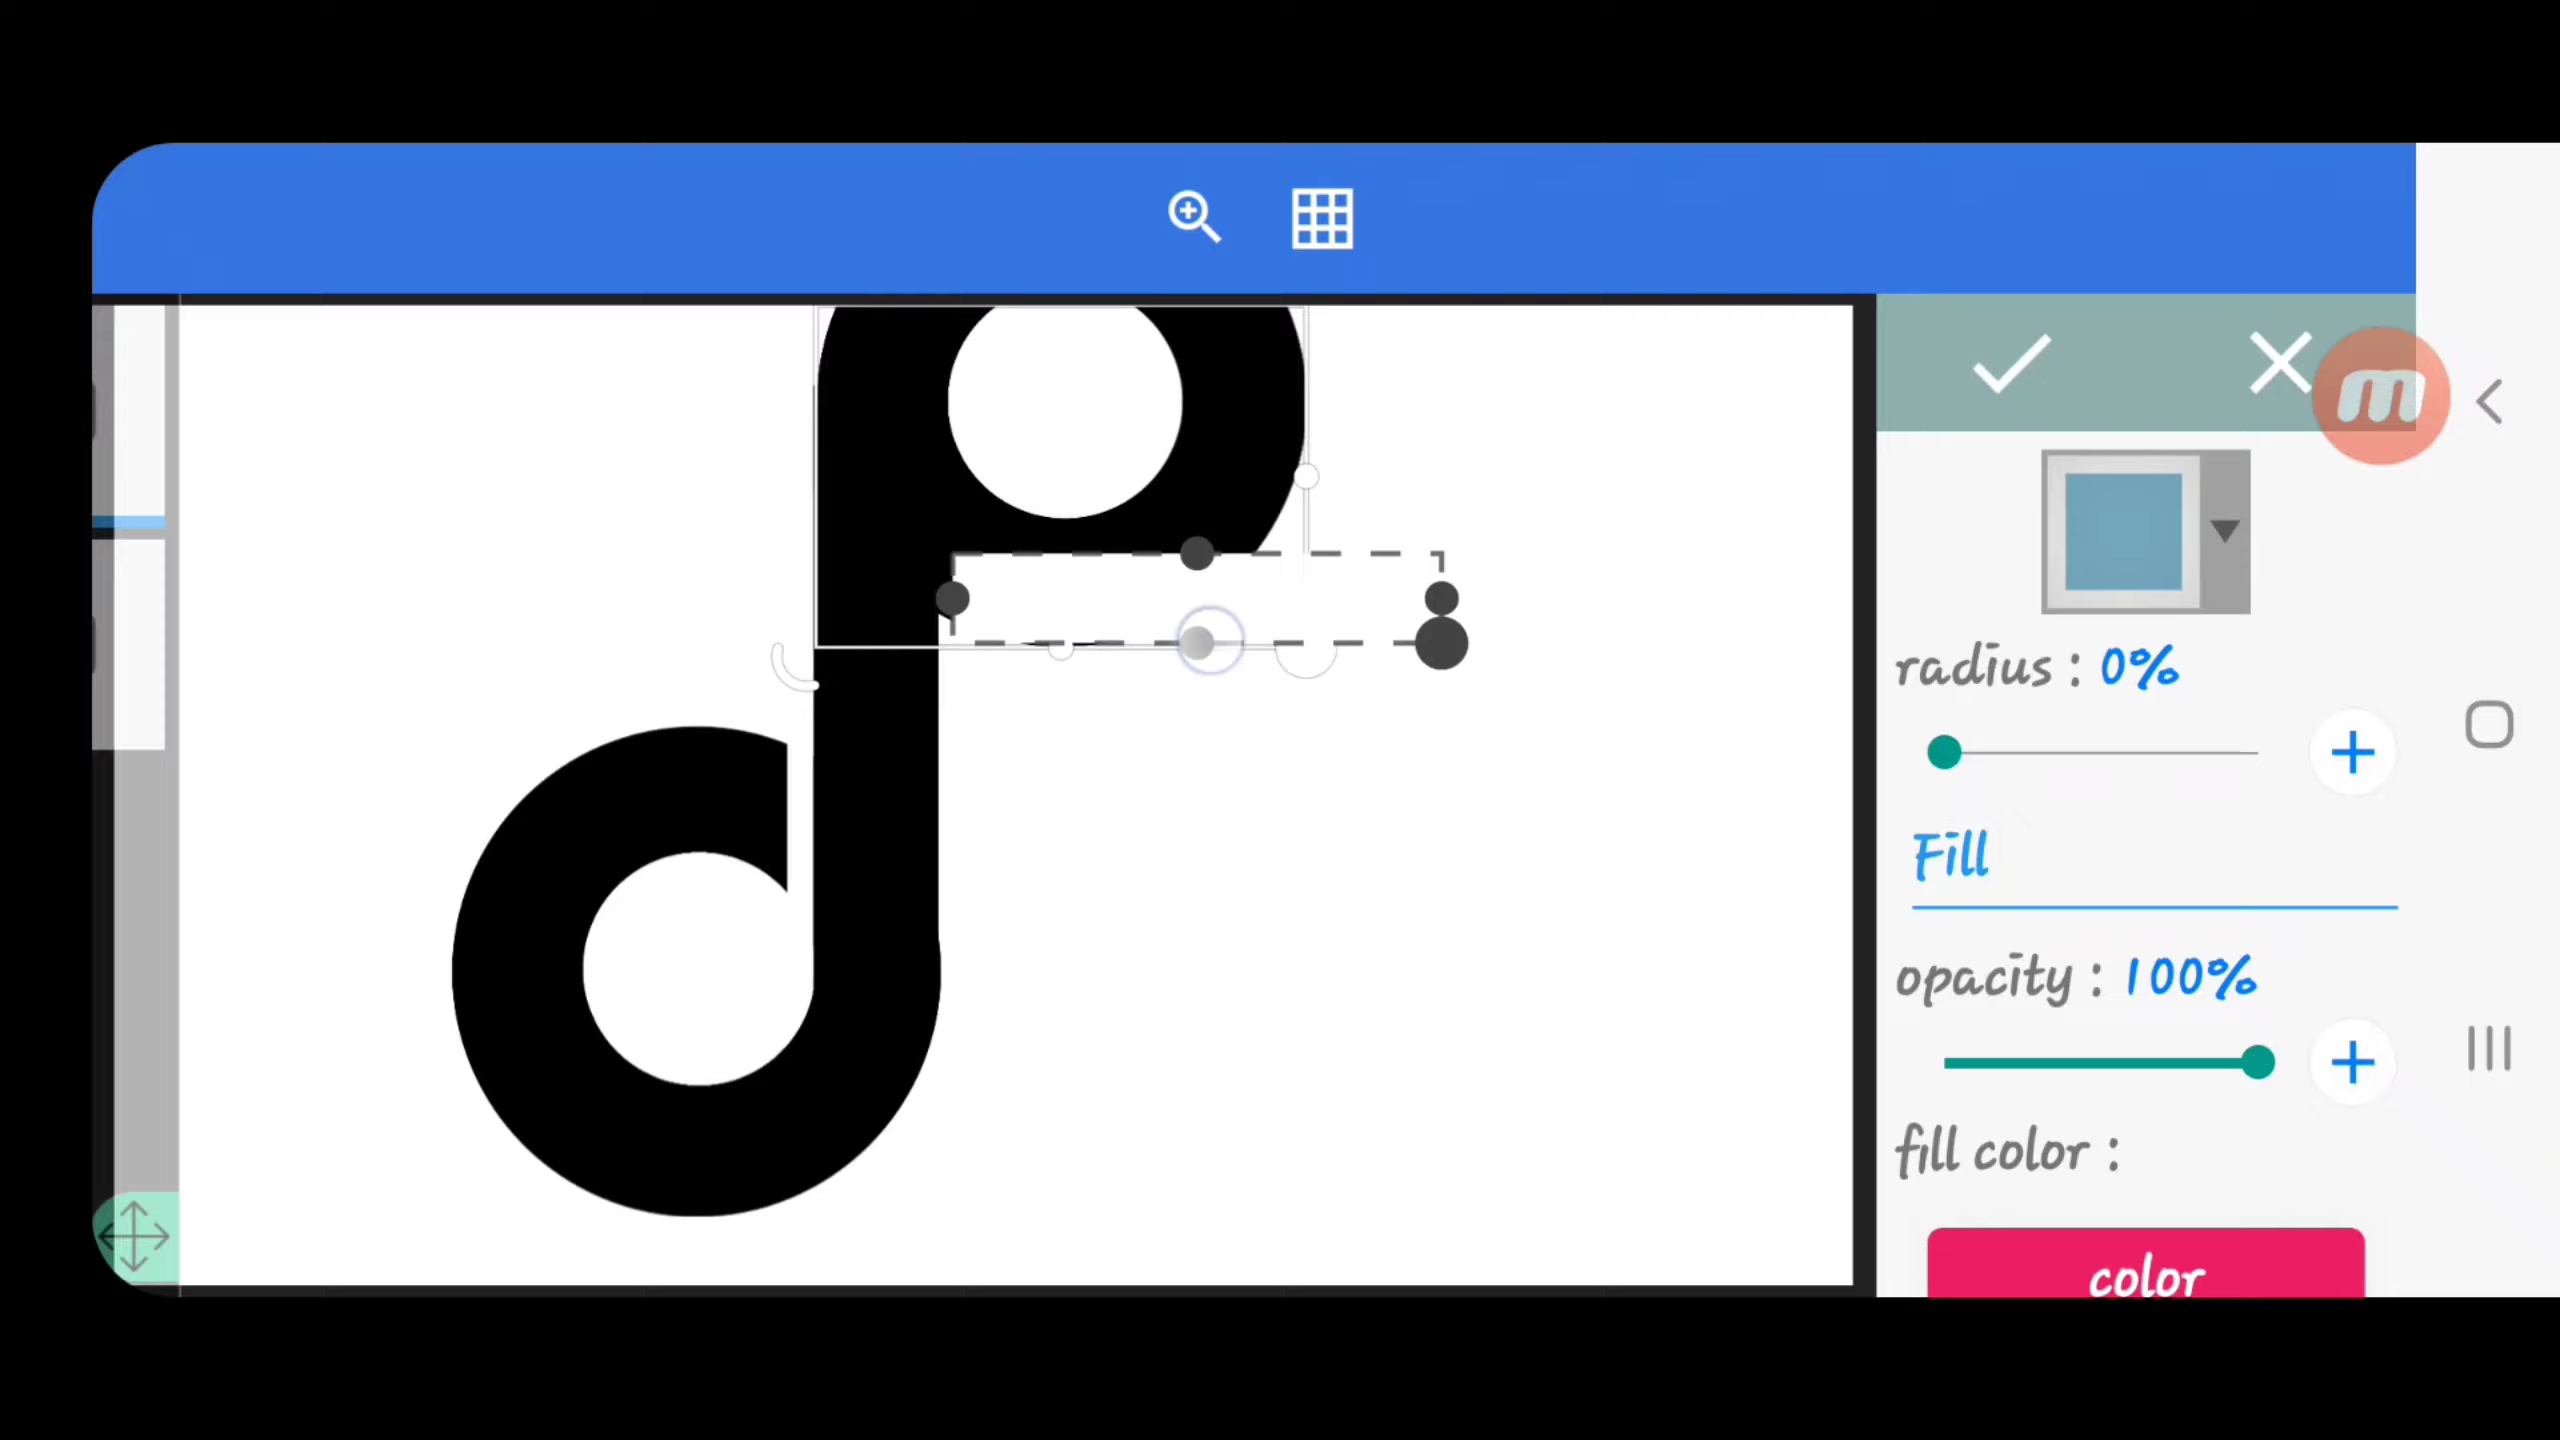 m
radius : 0%
Fill
opacity : 100%
fill color :
color